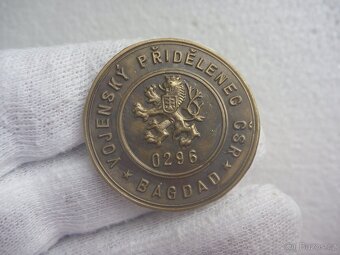 VOJENSKÝ PŘIDĚLENEC ČSR
0296
* BAGDAD *